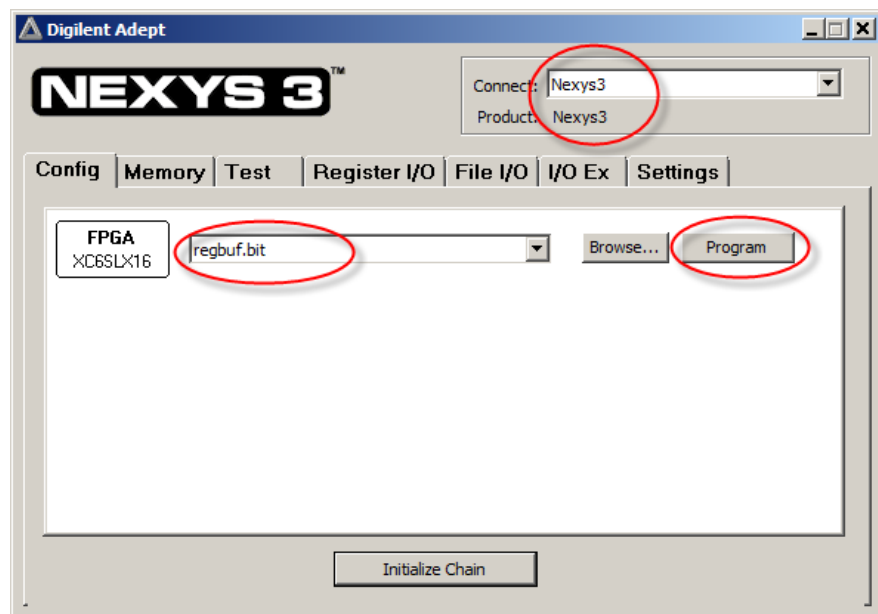 Digilent Adept
NEXYS 3™
Connect: Nexys3
Product: Nexys3
Config Memory Test Register I/O File I/O I/O Ex Settings
FPGA
XC6SLX16
regbuf.bit
Browse...
Program
Initialize Chain